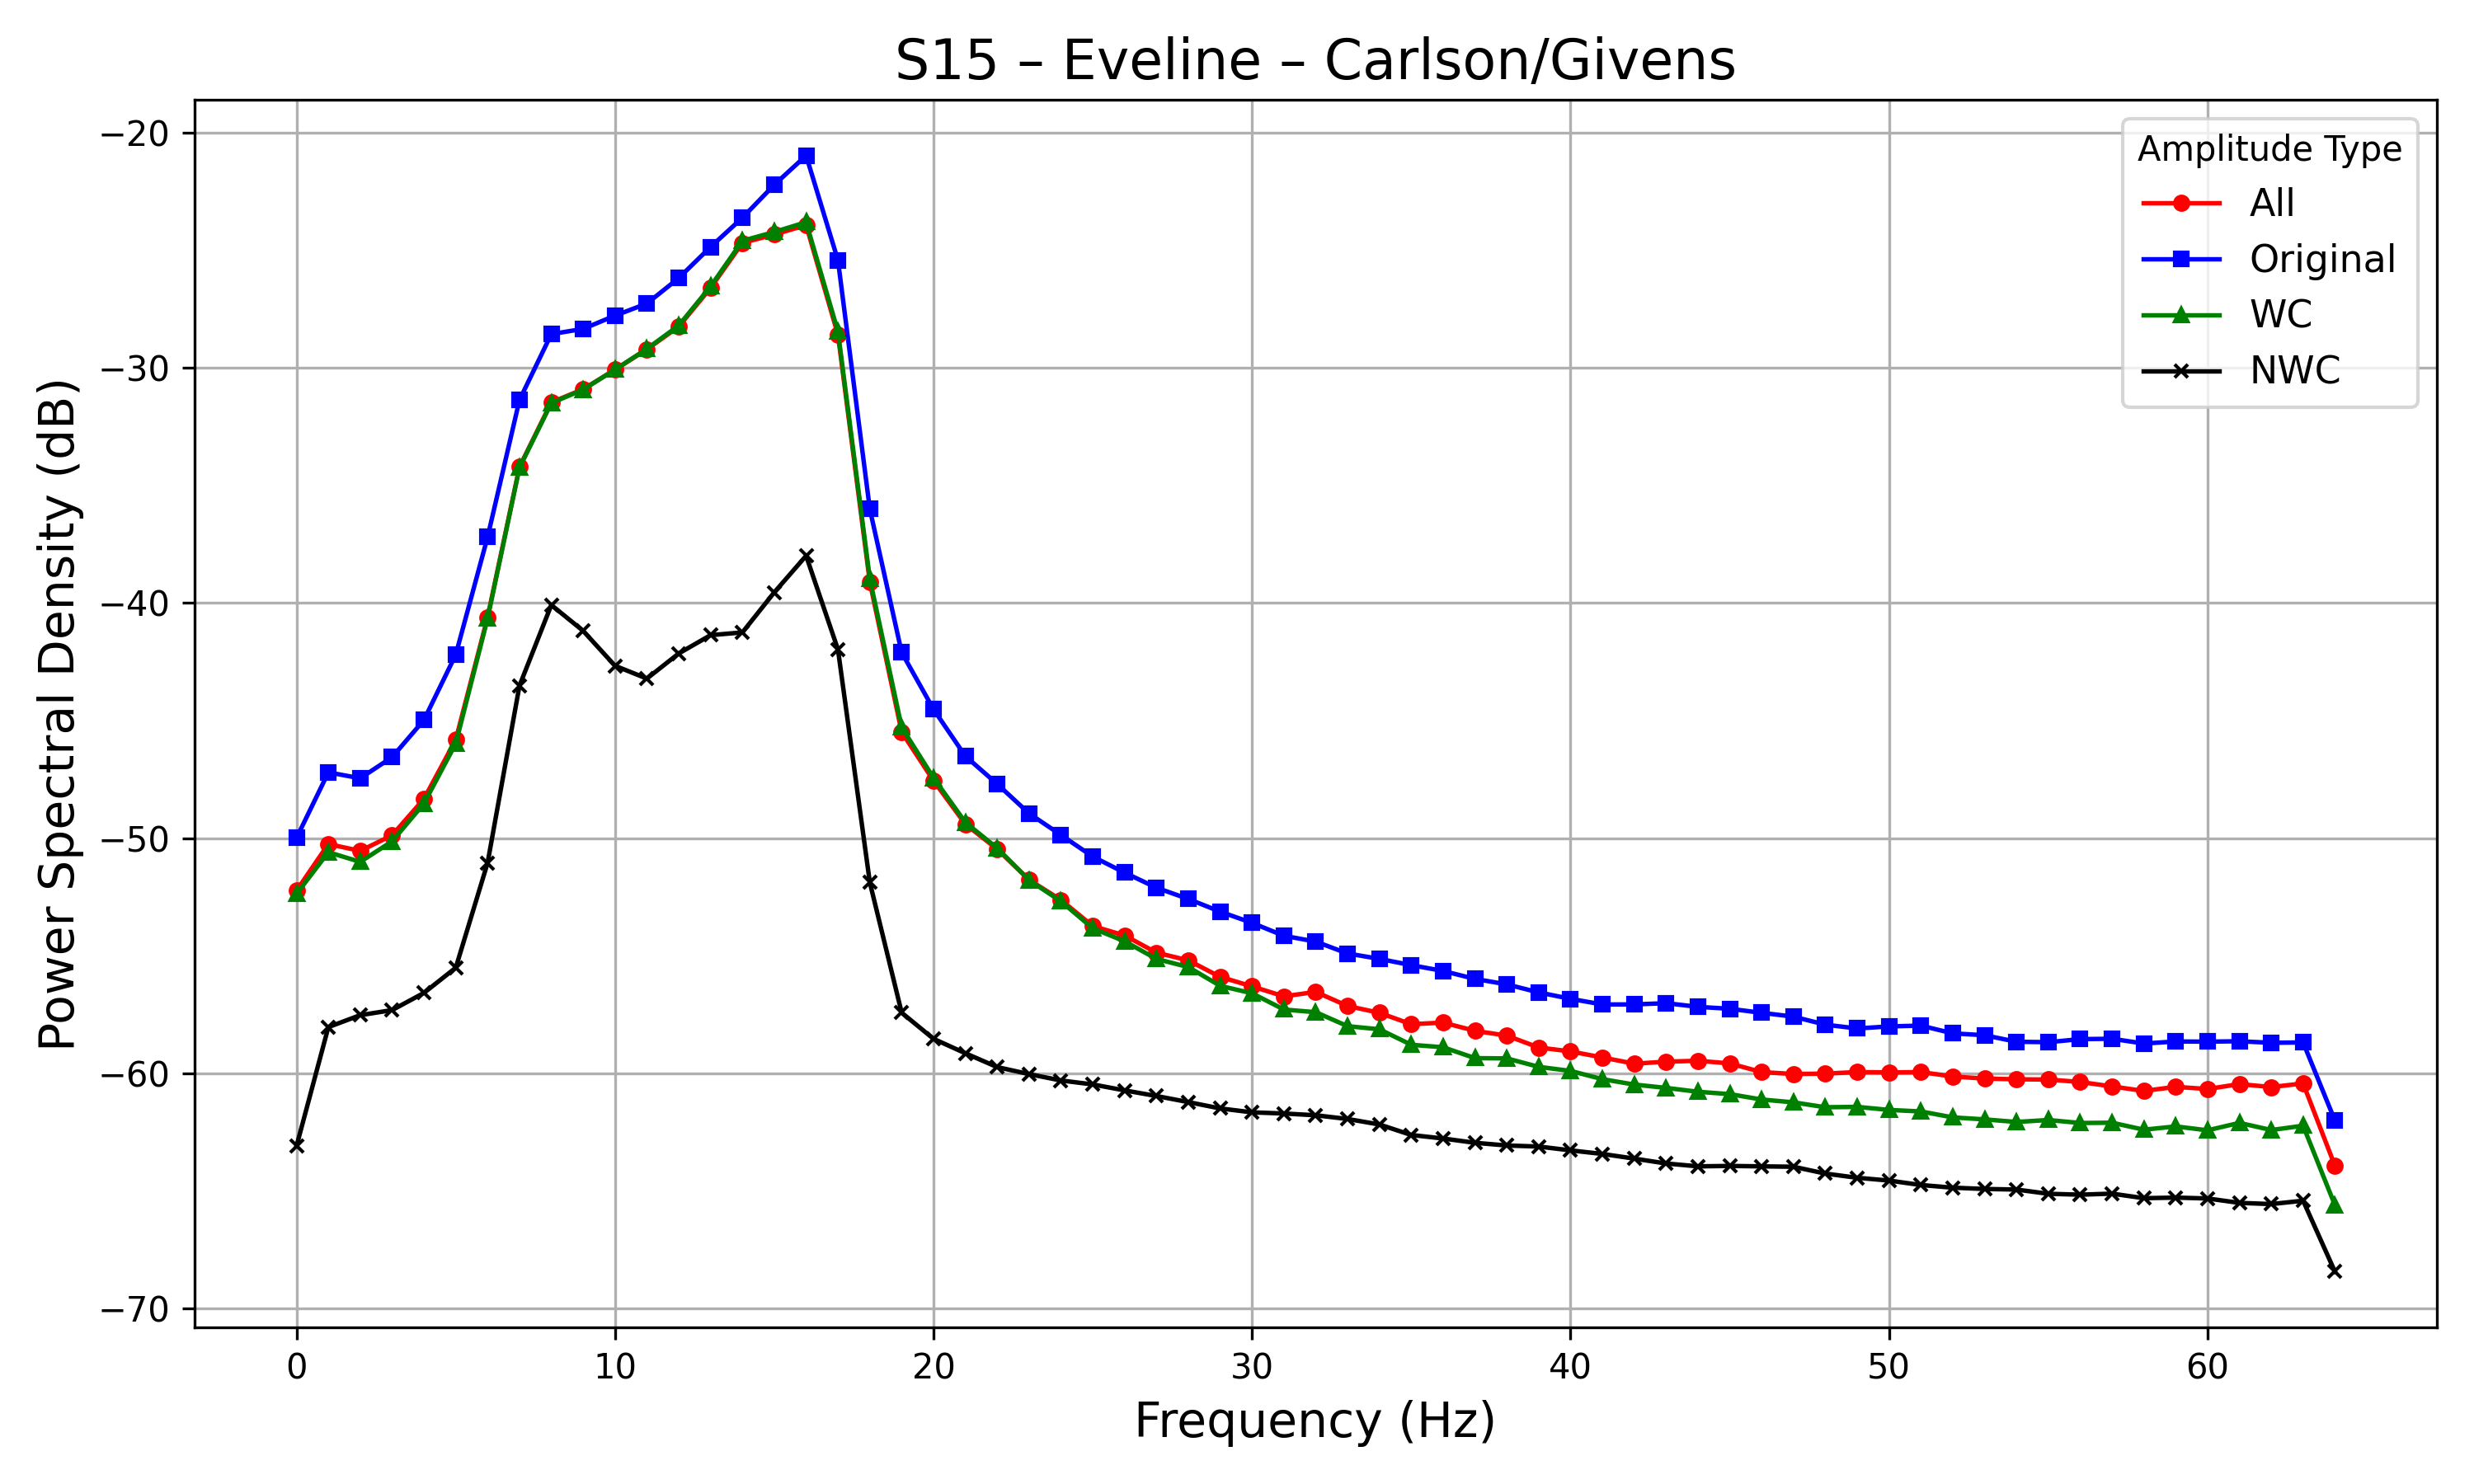 S15 – Eveline – Carlson/Givens
Amplitude Type
All
Original
WC
NWC
Power Spectral Density (dB)
−20
−30
−40
−50
−60
−70
0 10 20 30 40 50 60
Frequency (Hz)